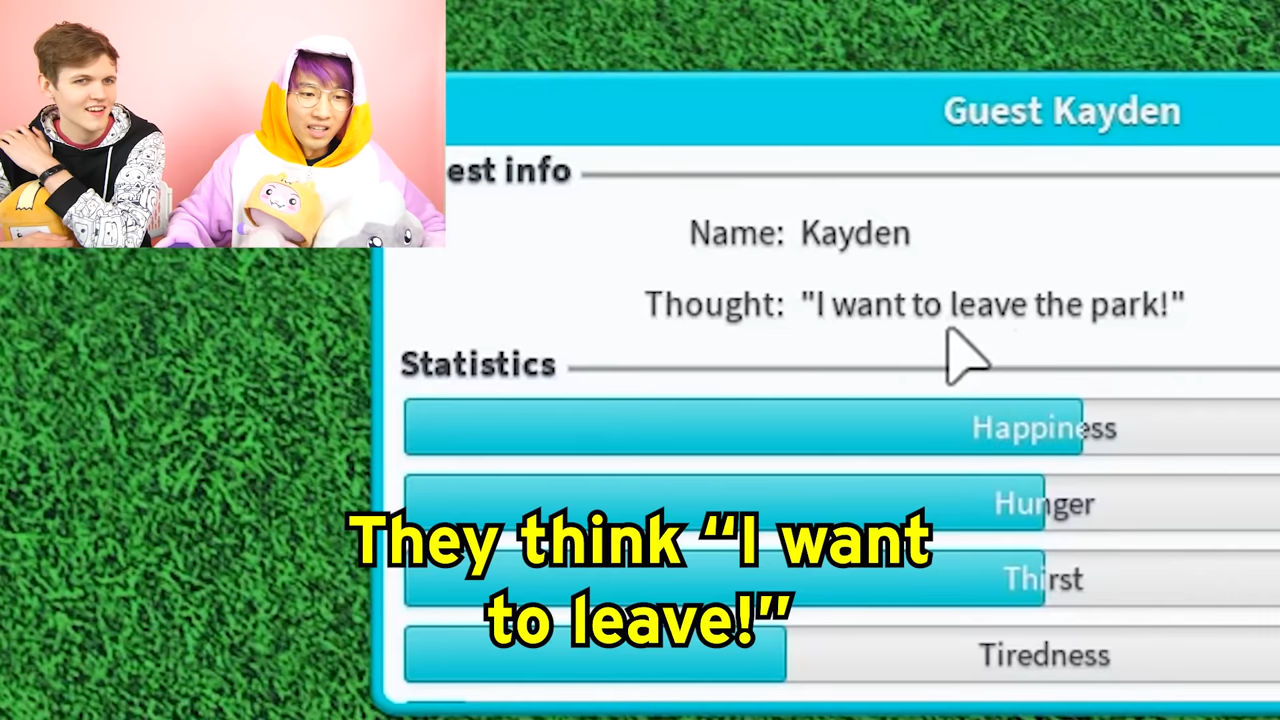 Guest Kayden
est info
Name: Kayden
Thought: "I want to leave the park!"
Statistics
Happiness
Hunger
Thirst
Tiredness
They think “I want
to leave!”